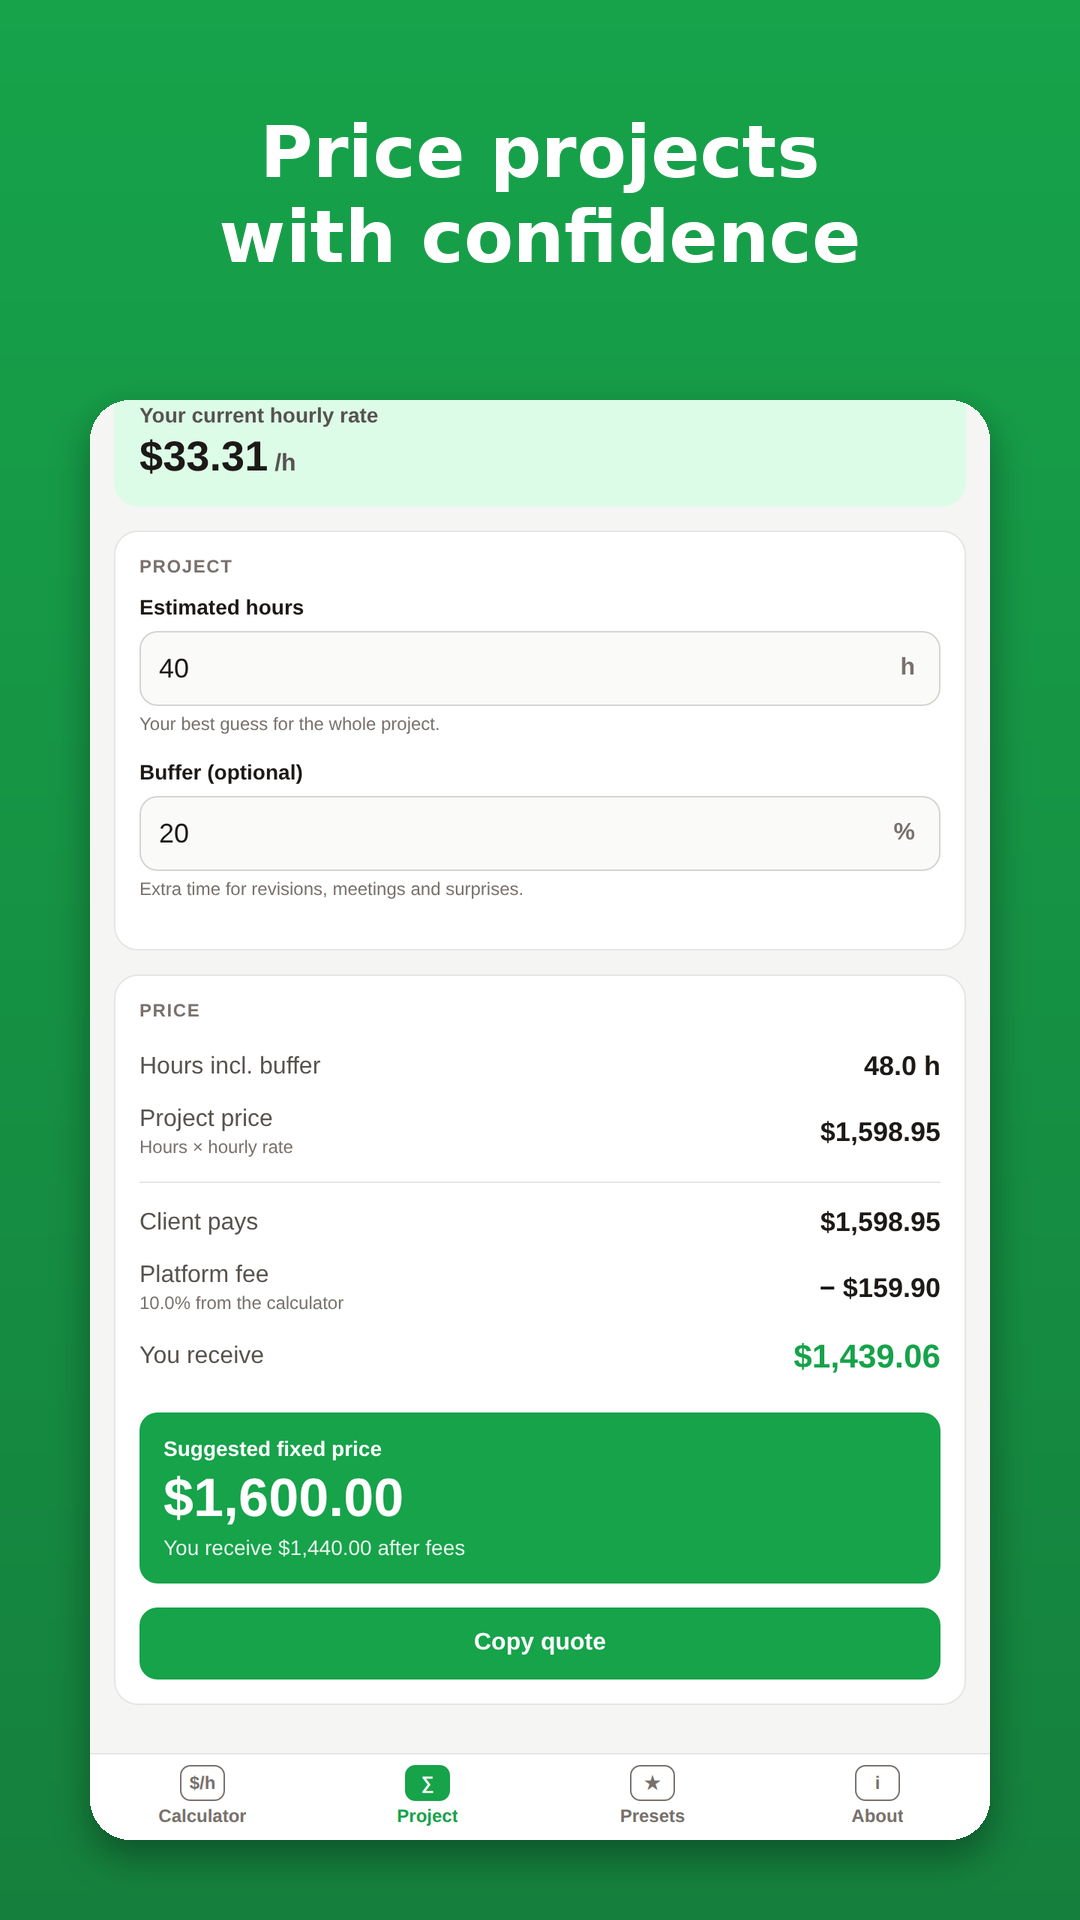 Price projects
with confidence
Your current hourly rate
$33.31 /h
PROJECT
Estimated hours
40 h
Your best guess for the whole project.
Buffer (optional)
20 %
Extra time for revisions, meetings and surprises.
PRICE
Hours incl. buffer 48.0 h
Project price
Hours × hourly rate
$1,598.95
Client pays $1,598.95
Platform fee
10.0% from the calculator
− $159.90
You receive $1,439.06
Suggested fixed price
$1,600.00
You receive $1,440.00 after fees
Copy quote
$/h ∑ ★ i
Calculator Project Presets About